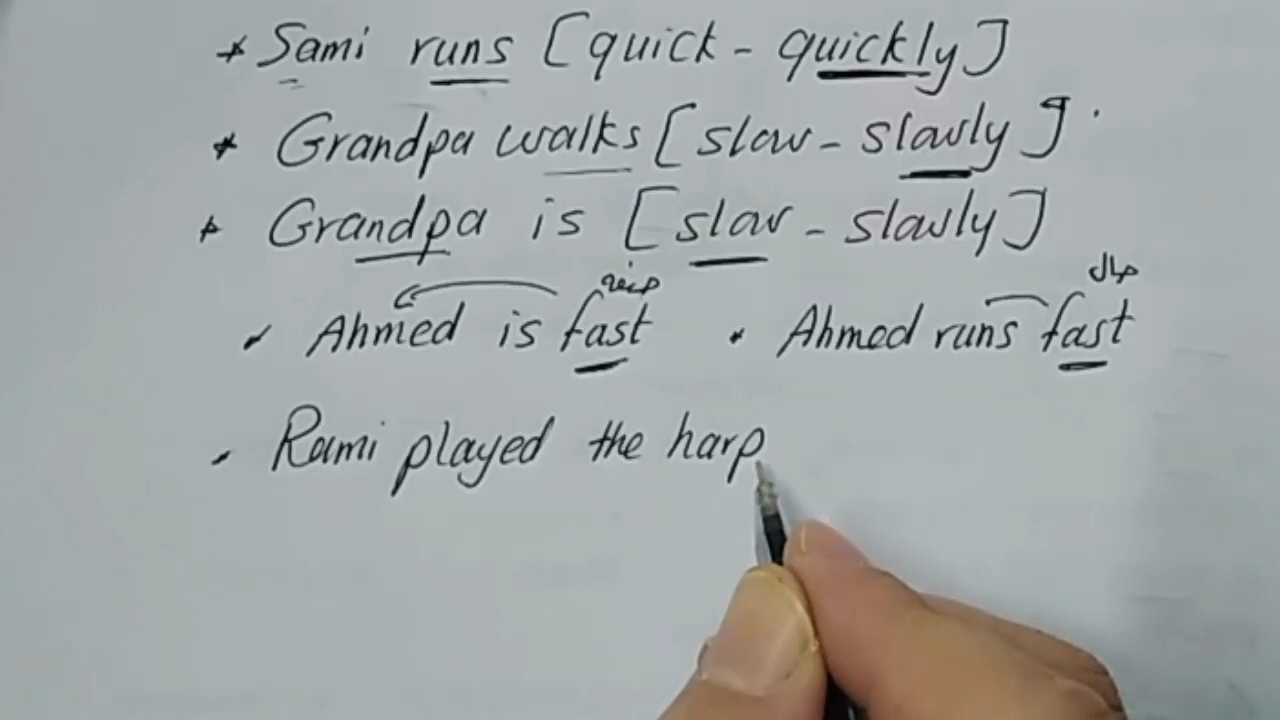 * Sami runs [quick - quickly]
* Grandpa walks [slow - slowly].
* Grandpa is [slow - slowly]
صفة حال
Ahmed is fast * Ahmed runs fast
Rami played the harp